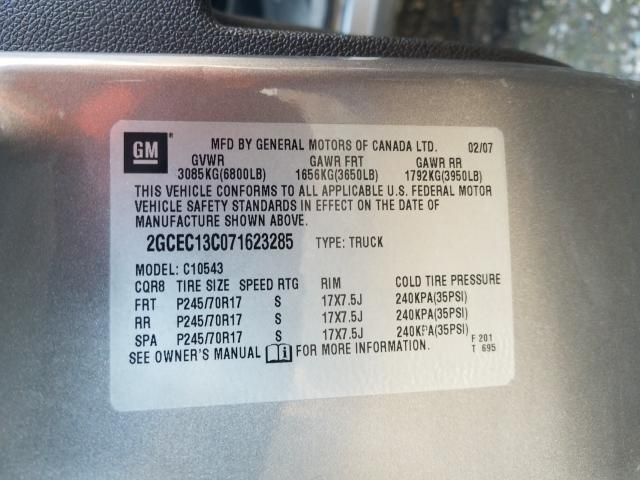 GM ® MFD BY GENERAL MOTORS OF CANADA LTD. 02/07
GVWR GAWR FRT GAWR RR
3085KG(6800LB) 1656KG(3650LB) 1792KG(3950LB)
THIS VEHICLE CONFORMS TO ALL APPLICABLE U.S. FEDERAL MOTOR
VEHICLE SAFETY STANDARDS IN EFFECT ON THE DATE OF
MANUFACTURE SHOWN ABOVE.
2GCEC13C071623285 TYPE: TRUCK
MODEL: C10543
CQR8 TIRE SIZE SPEED RTG RIM COLD TIRE PRESSURE
FRT P245/70R17 S 17X7.5J 240KPA(35PSI)
RR P245/70R17 S 17X7.5J 240KPA(35PSI)
SPA P245/70R17 S 17X7.5J 240KPA(35PSI)
SEE OWNER'S MANUAL i FOR MORE INFORMATION. F 201
T 695